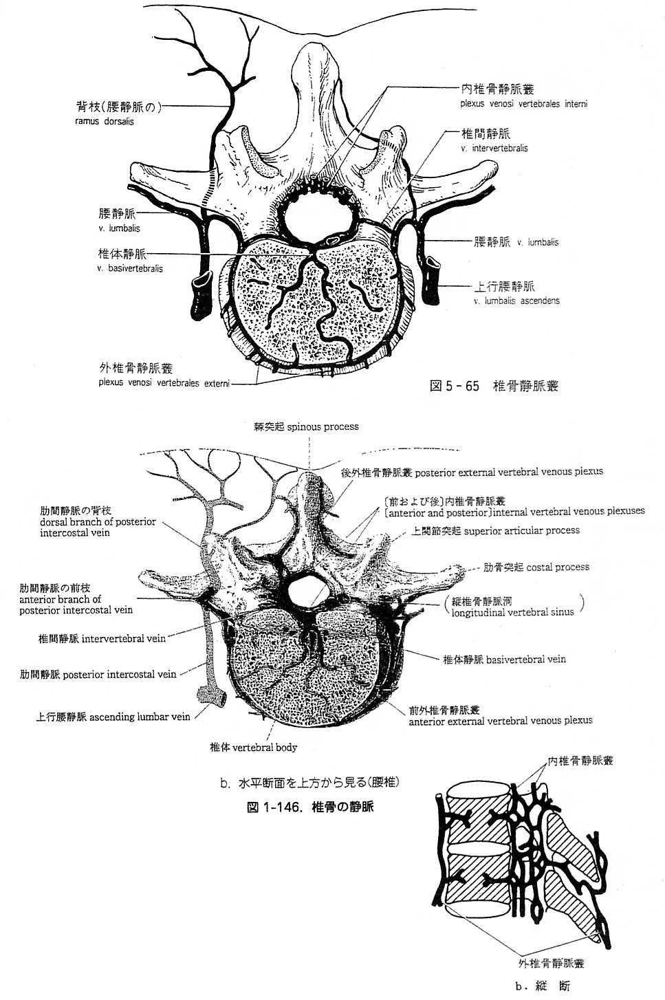 背枝(腰静脈の)
ramus dorsalis
内椎骨静脈叢
plexus venosi vertebrales interni
椎間静脈
v. intervertebralis
腰静脈
v. lumbalis
椎体静脈
v. basivertebralis
腰静脈 v. lumbalis
上行腰静脈
v. lumbalis ascendens
外椎骨静脈叢
plexus venosi vertebrales externi
図5-65 椎骨静脈叢
棘突起 spinous process
後外椎骨静脈叢 posterior external vertebral venous plexus
〔前および後〕内椎骨静脈叢
〔anterior and posterior〕internal vertebral venous plexuses
肋間静脈の背枝
dorsal branch of posterior
intercostal vein
上関節突起 superior articular process
肋骨突起 costal process
肋間静脈の前枝
anterior branch of
posterior intercostal vein
(縦椎骨静脈洞
longitudinal vertebral sinus)
椎間静脈 intervertebral vein
椎体静脈 basivertebral vein
肋間静脈 posterior intercostal vein
上行腰静脈 ascending lumbar vein
前外椎骨静脈叢
anterior external vertebral venous plexus
椎体 vertebral body
b. 水平断面を上方から見る(腰椎)
図1-146. 椎骨の静脈
内椎骨静脈叢
外椎骨静脈叢
b. 縦 断